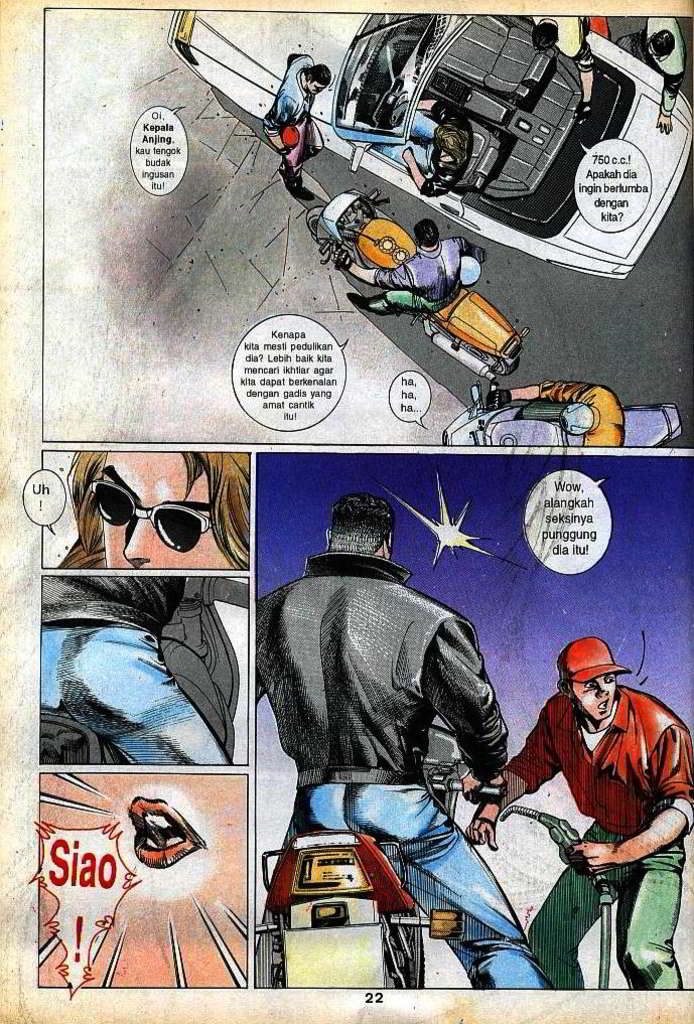 Oi,
Kepala
Anjing,
kau tengok
budak
ingusan
itu!
750 c.c.!
Apakah dia
ingin berlumba
dengan
kita?
Kenapa
kita mesti pedulikan
dia? Lebih baik kita
mencari ikhtiar agar
kita dapat berkenalan
dengan gadis yang
amat cantik
itu!
ha,
ha,
ha...
Uh
!
Wow,
alangkah
seksinya
punggung
dia itu!
Siao
!
22